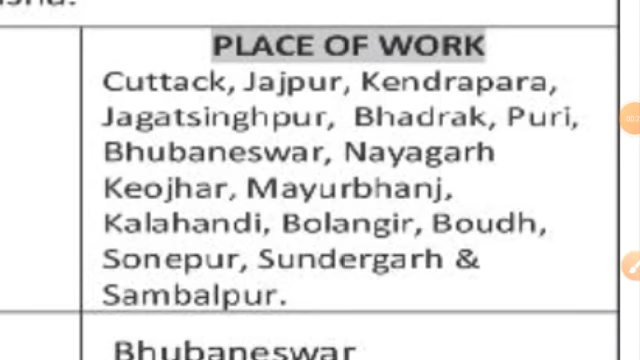 PLACE OF WORK
Cuttack, Jajpur, Kendrapara,
Jagatsinghpur, Bhadrak, Puri,
Bhubaneswar, Nayagarh
Keojhar, Mayurbhanj,
Kalahandi, Bolangir, Boudh,
Sonepur, Sundergarh &
Sambalpur.
Bhubaneswar